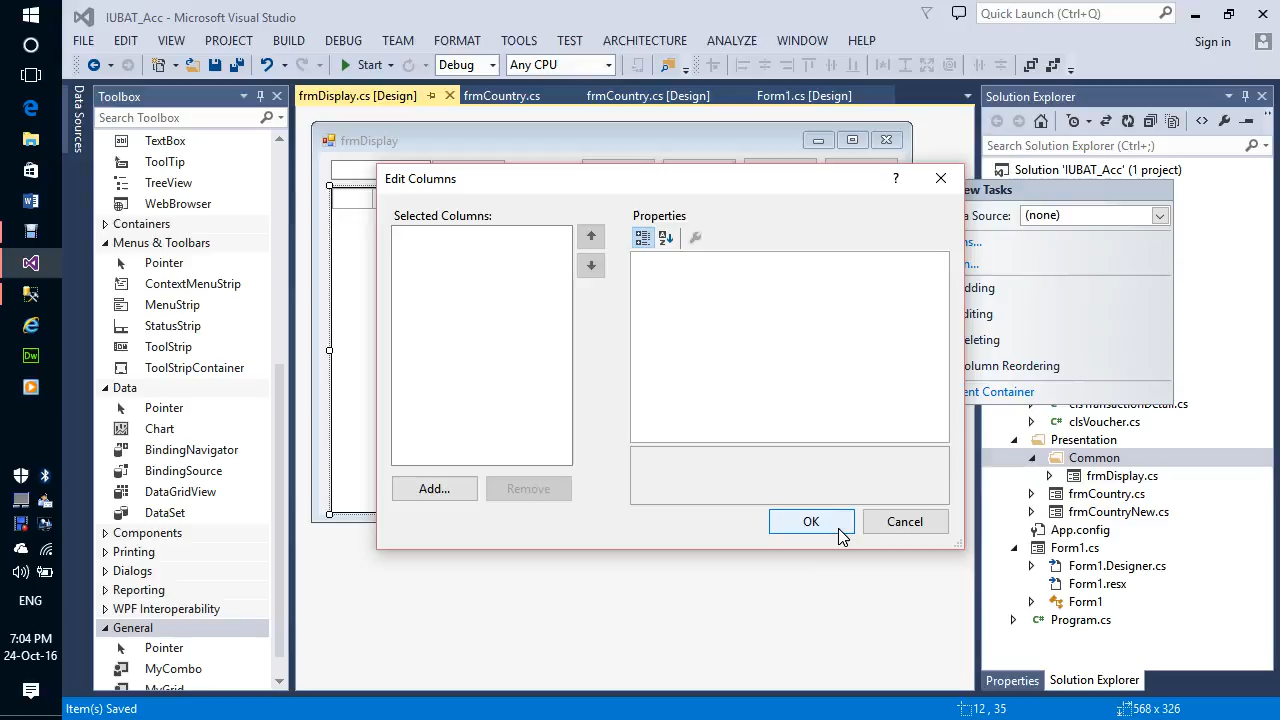 IUBAT_Acc - Microsoft Visual Studio
Quick Launch (Ctrl+Q)
FILE EDIT VIEW PROJECT BUILD DEBUG TEAM FORMAT TOOLS TEST ARCHITECTURE ANALYZE WINDOW HELP
Sign in
Start Debug Any CPU
Data Sources
Toolbox
Search Toolbox
TextBox
ToolTip
TreeView
WebBrowser
Containers
Menus & Toolbars
Pointer
ContextMenuStrip
MenuStrip
StatusStrip
ToolStrip
ToolStripContainer
Data
Pointer
Chart
BindingNavigator
BindingSource
DataGridView
DataSet
Components
Printing
Dialogs
Reporting
WPF Interoperability
General
Pointer
MyCombo
MyGrid
frmDisplay.cs [Design] frmCountry.cs frmCountry.cs [Design] Form1.cs [Design]
frmDisplay
Edit Columns
?
Selected Columns:
Properties
Add... Remove
OK Cancel
ew Tasks
a Source: (none)
ns...
n...
dding
diting
eleting
olumn Reordering
ent Container
Solution Explorer
Search Solution Explorer (Ctrl+;)
Solution 'IUBAT_Acc' (1 project)
clsTransactionDetail.cs
clsVoucher.cs
Presentation
Common
frmDisplay.cs
frmCountry.cs
frmCountryNew.cs
App.config
Form1.cs
Form1.Designer.cs
Form1.resx
Form1
Program.cs
Properties Solution Explorer
Dw
ENG
7:04 PM
24-Oct-16
Item(s) Saved
12 , 35
568 x 326